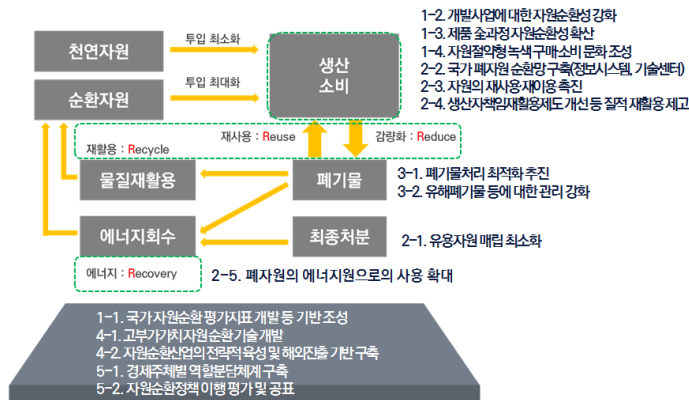 1-2. 개발사업에 대한 자원순환성 강화
1-3. 제품 全과정 자원순환성 확산
1-4. 자원절약형 녹색구매·소비 문화 조성
2-2. 국가 폐자원 순환망 구축(정보시스템, 기술센터)
2-3. 자원의 재사용·재이용 촉진
2-4. 생산자책임재활용제도 개선 등 질적 재활용 제고
천연자원
투입 최소화
생산
소비
순환자원
투입 최대화
재사용 : Reuse
감량화 : Reduce
재활용 : Recycle
물질재활용
폐기물
3-1. 폐기물처리 최적화 추진
3-2. 유해폐기물 등에 대한 관리 강화
에너지회수
최종처분
2-1. 유용자원 매립 최소화
에너지 : Recovery
2-5. 폐자원의 에너지원으로의 사용 확대
1-1. 국가 자원순환 평가지표 개발 등 기반 조성
4-1. 고부가가치 자원 순환 기술 개발
4-2. 자원순환산업의 전략적 육성 및 해외진출 기반 구축
5-1. 경제주체별 역할분담체계 구축
5-2. 자원순환정책 이행 평가 및 공표